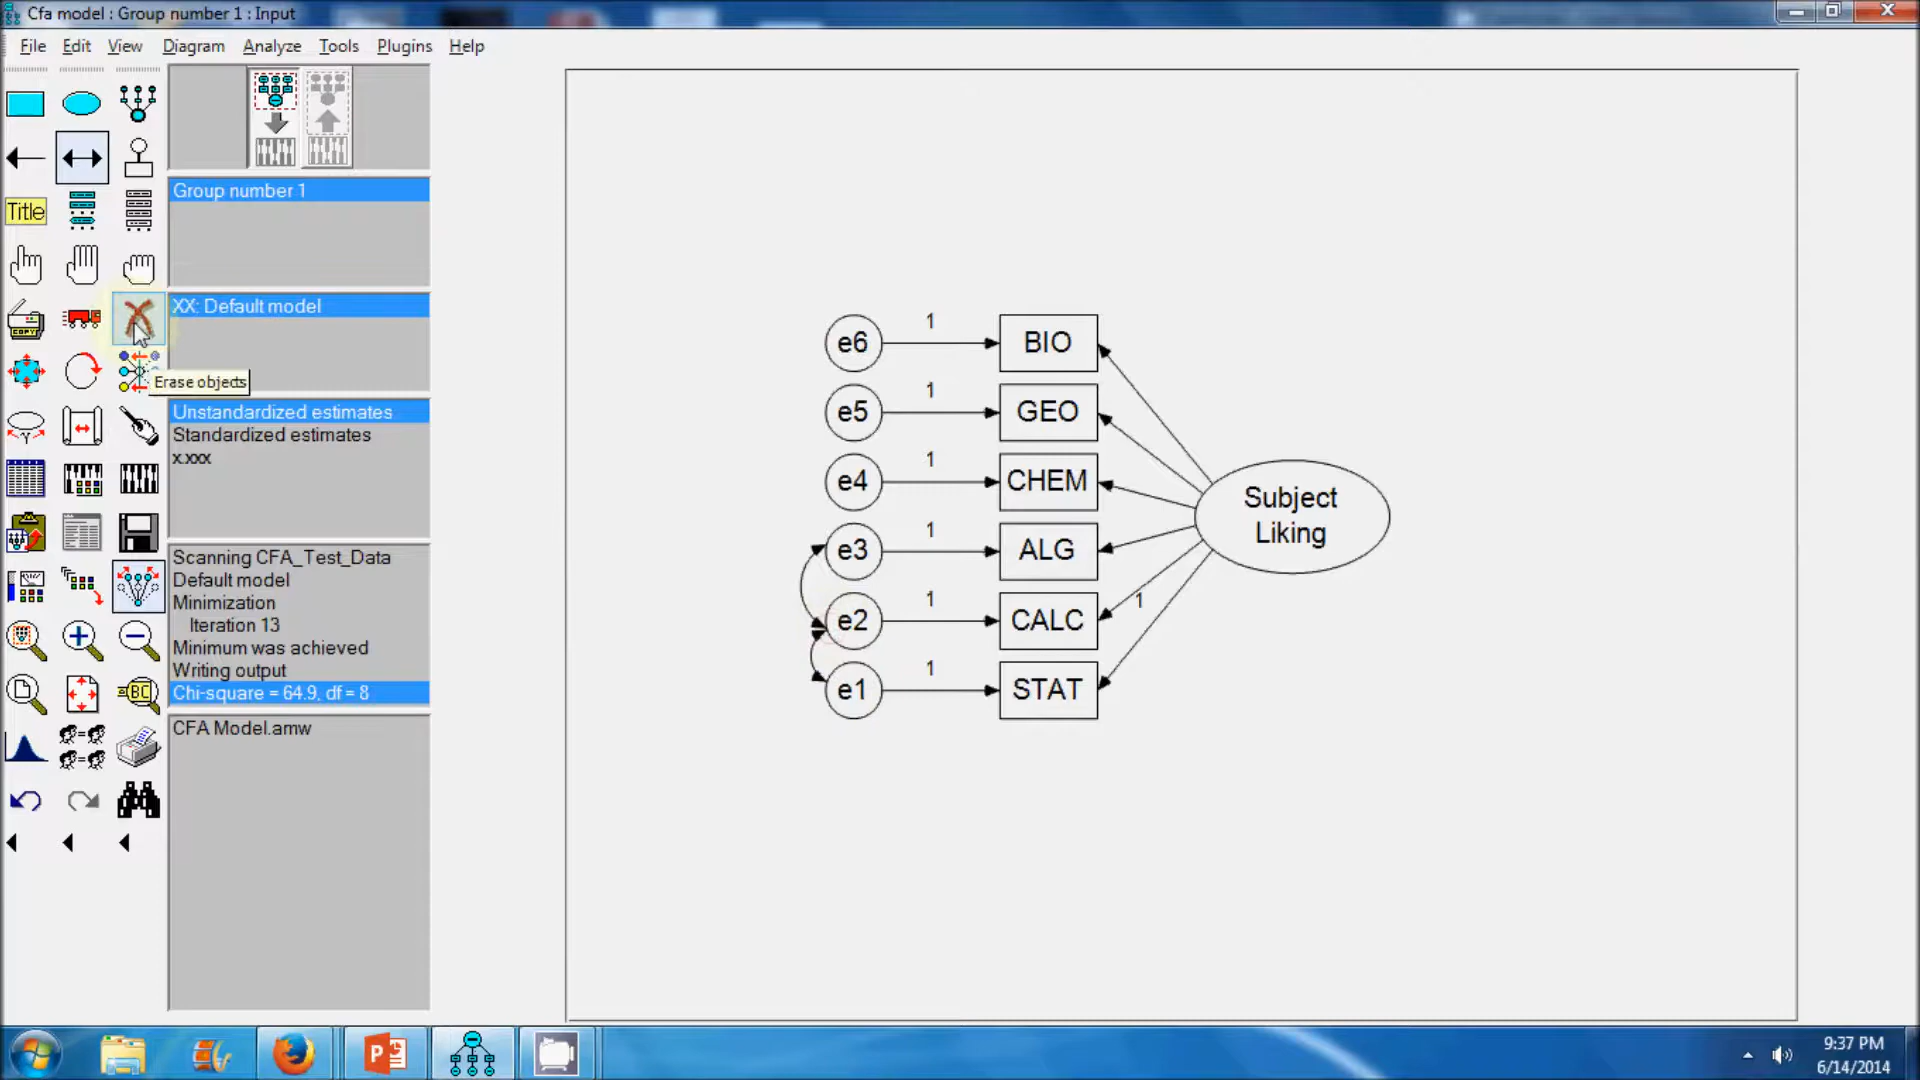 Cfa model : Group number 1 : Input
File Edit View Diagram Analyze Tools Plugins Help
Title
Group number 1
XX: Default model
Erase objects
Unstandardized estimates
Standardized estimates
x.xxx
Scanning CFA_Test_Data
Default model
Minimization
Iteration 13
Minimum was achieved
Writing output
Chi-square = 64.9, df = 8
CFA Model.amw
COPY
BC
e6 1 BIO
e5 1 GEO
e4 1 CHEM
e3 1 ALG
e2 1 CALC
e1 1 STAT
1
Subject
Liking
9:37 PM
6/14/2014